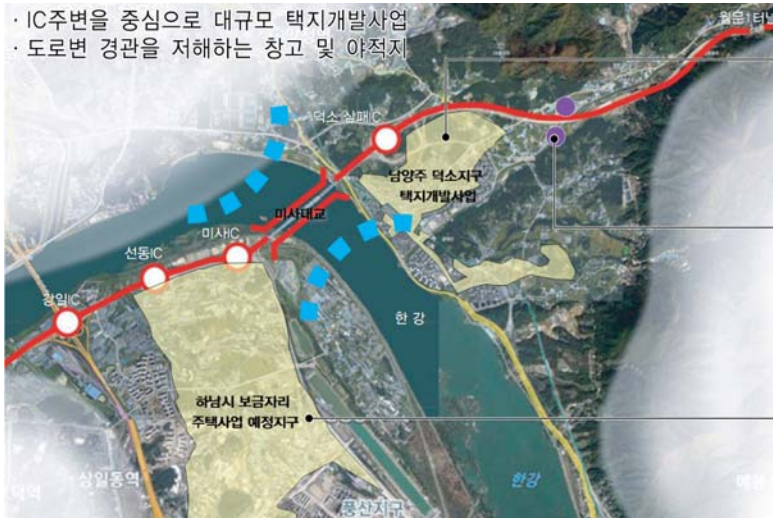 · IC주변을 중심으로 대규모 택지개발사업
· 도로변 경관을 저해하는 창고 및 야적지
덕소 삼패IC
남양주 덕소지구
택지개발사업
미사대교
미사IC
선동IC
강일IC
한 강
하남시 보금자리
주택사업 예정지구
상일동역
한강
풍산지구